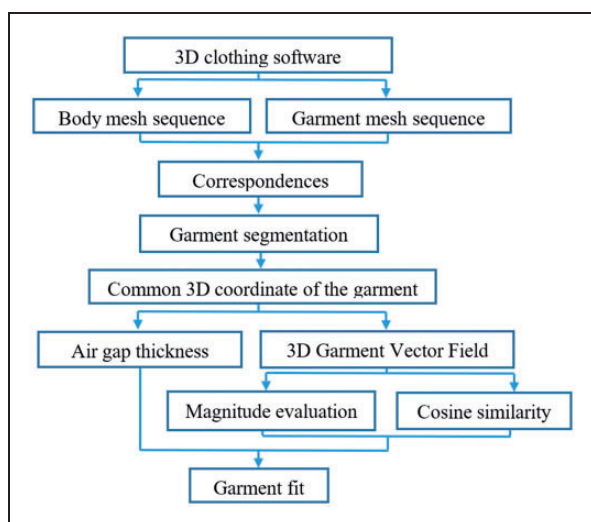 3D clothing software
Body mesh sequence
Garment mesh sequence
Correspondences
Garment segmentation
Common 3D coordinate of the garment
Air gap thickness
3D Garment Vector Field
Magnitude evaluation
Cosine similarity
Garment fit